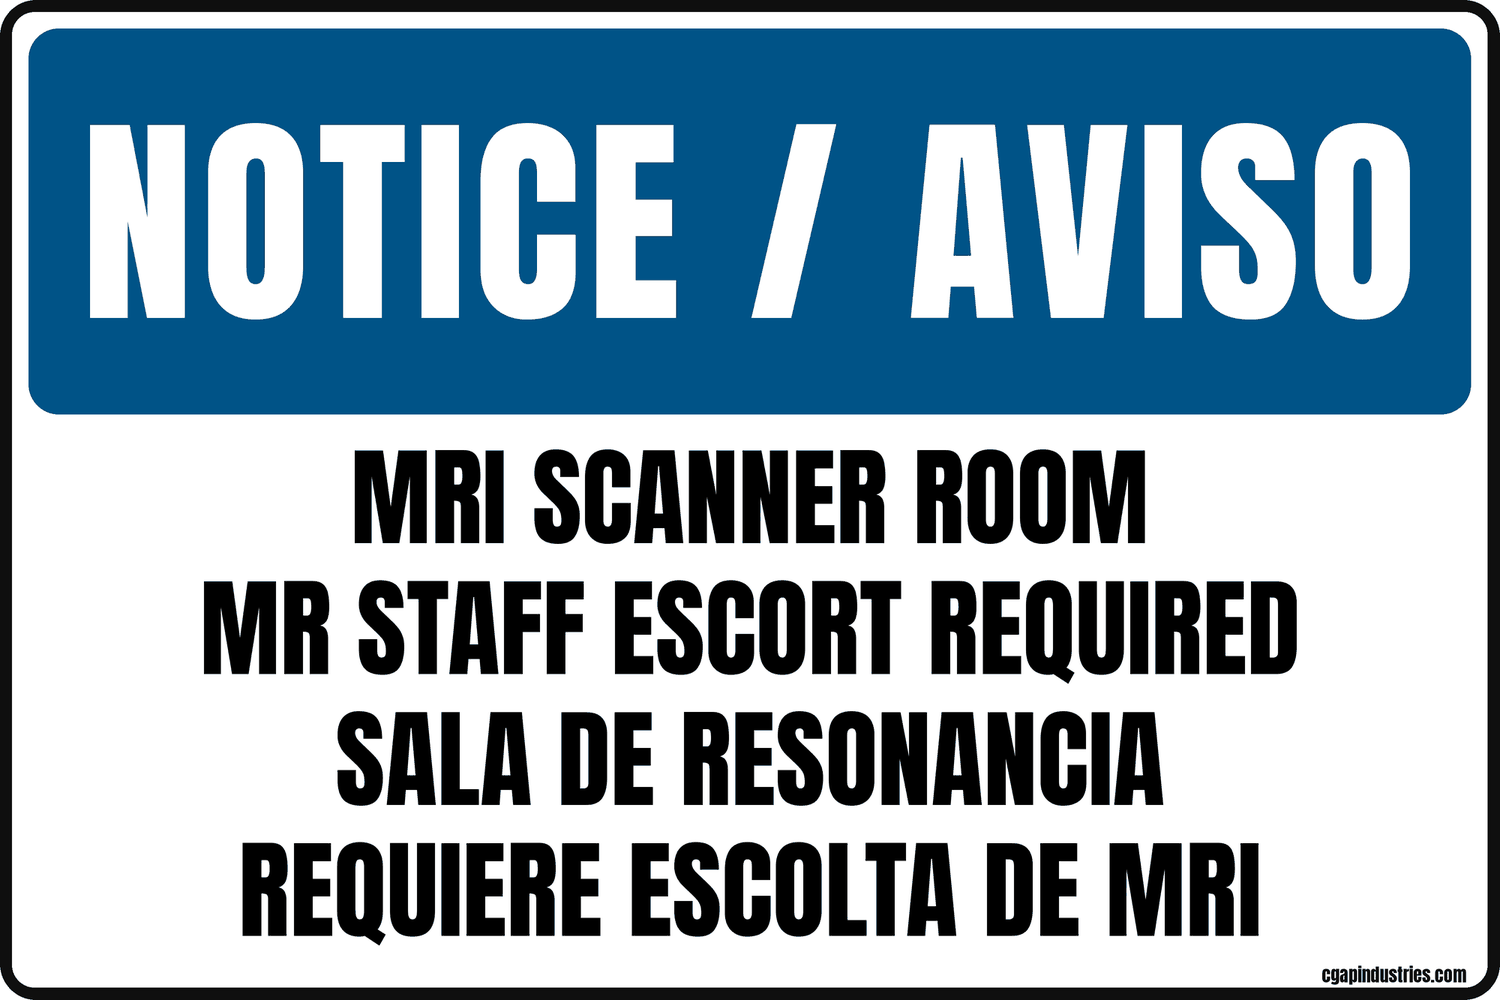 NOTICE / AVISO
MRI SCANNER ROOM
MR STAFF ESCORT REQUIRED
SALA DE RESONANCIA
REQUIERE ESCOLTA DE MRI
cgapindustries.com